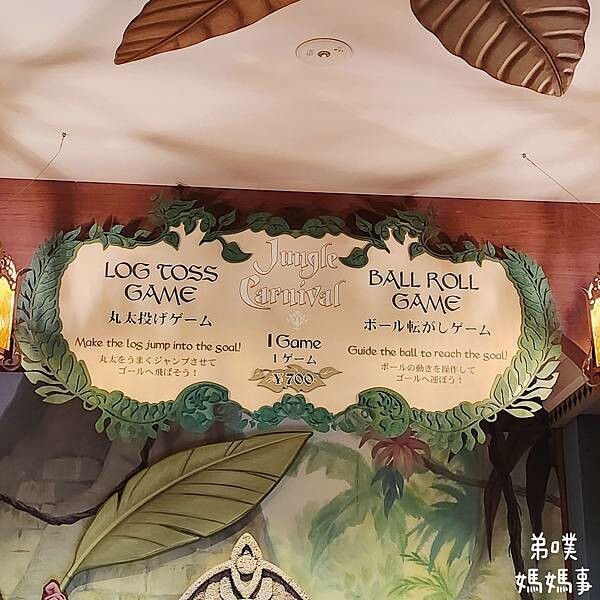 LOG TOSS
GAME
丸太投げゲーム
Make the log jump into the goal!
丸太をうまくジャンプさせて
ゴールへ飛ばそう！
Jungle
Carnival
1 Game
1 ゲーム
¥700
BALL ROLL
GAME
ボール転がしゲーム
Guide the ball to reach the goal!
ボールの動きを操作して
ゴールへ運ぼう！
弟噗
媽媽事